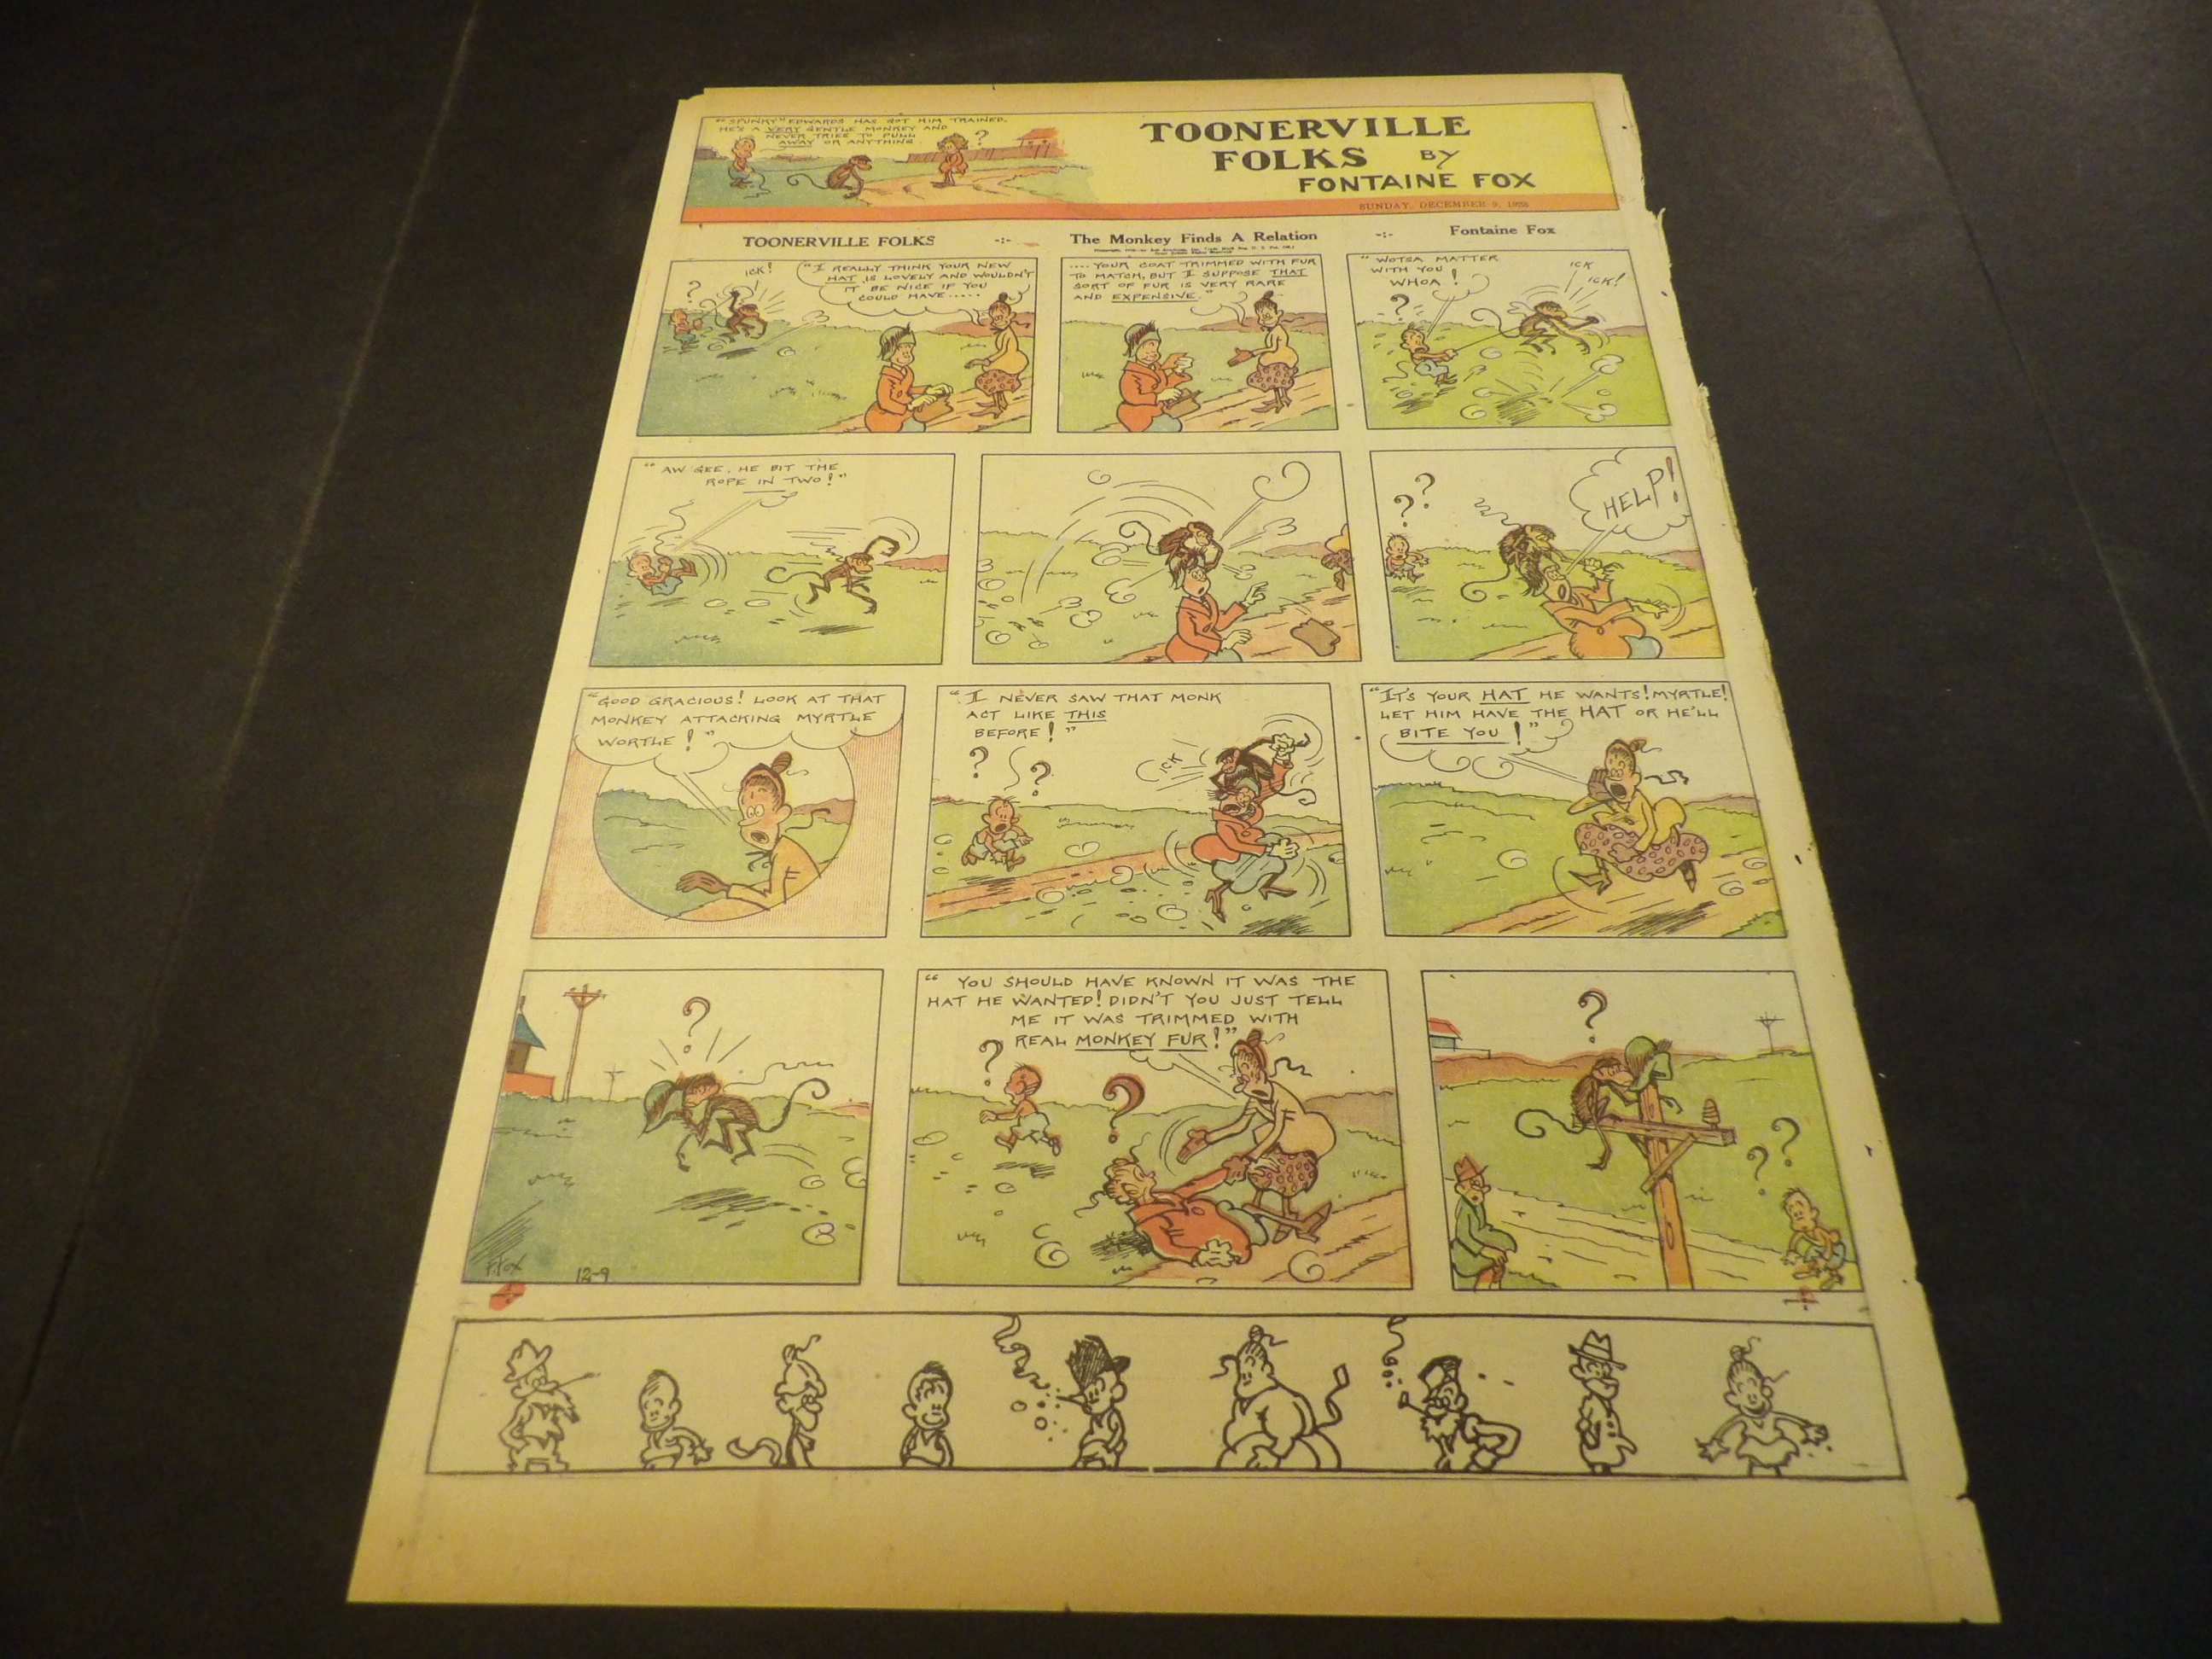 "SPUNKY" EDWARDS HAS GOT HIM TRAINED.
HE'S A VERY GENTLE MONKEY AND
NEVER TRIES TO PULL
AWAY OR ANYTHING.
?
TOONERVILLE
FOLKS BY
FONTAINE FOX
SUNDAY, DECEMBER 9, 1928
TOONERVILLE FOLKS -:- The Monkey Finds A Relation -:- Fontaine Fox
?
ICK!
"I REALLY THINK YOUR NEW
HAT IS LOVELY AND WOULDN'T
IT BE NICE IF YOU
COULD HAVE.....
....YOUR COAT TRIMMED WITH FUR
TO MATCH, BUT I SUPPOSE THAT
SORT OF FUR IS VERY RARE
AND EXPENSIVE."
"WOTSA MATTER
WITH YOU!
WHOA!
?
ICK
ICK!
"AW GEE, HE BIT THE
ROPE IN TWO!"
? ?
HELP!
"GOOD GRACIOUS! LOOK AT THAT
MONKEY ATTACKING MYRTLE
WORTLE!"
"I NEVER SAW THAT MONK
ACT LIKE THIS
BEFORE!"
? ?
ICK
"IT'S YOUR HAT HE WANTS! MYRTLE!
LET HIM HAVE THE HAT OR HE'LL
BITE YOU!"
?
F. FOX
12-9
"YOU SHOULD HAVE KNOWN IT WAS THE
HAT HE WANTED! DIDN'T YOU JUST TELL
ME IT WAS TRIMMED WITH
REAL MONKEY FUR!"
? ?
?
? ?